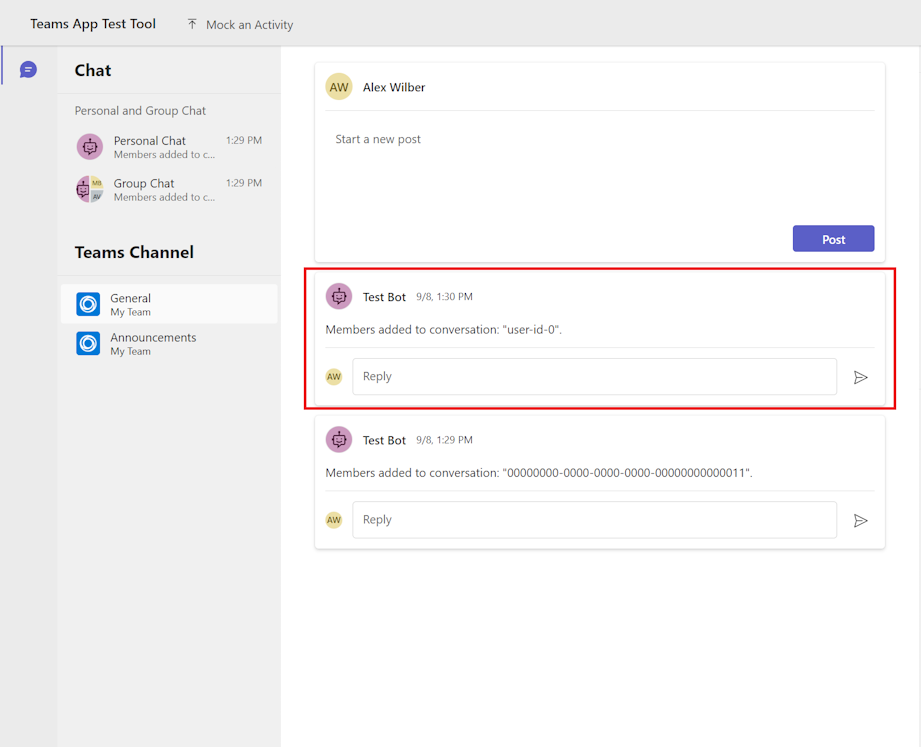 Teams App Test Tool Mock an Activity
Chat
Personal and Group Chat
Personal Chat 1:29 PM
Members added to c...
Group Chat 1:29 PM
MB
AV
Members added to c...
Teams Channel
General
My Team
Announcements
My Team
AW Alex Wilber
Start a new post
Post
Test Bot 9/8, 1:30 PM
Members added to conversation: "user-id-0".
AW Reply
Test Bot 9/8, 1:29 PM
Members added to conversation: "00000000-0000-0000-0000-00000000000011".
AW Reply